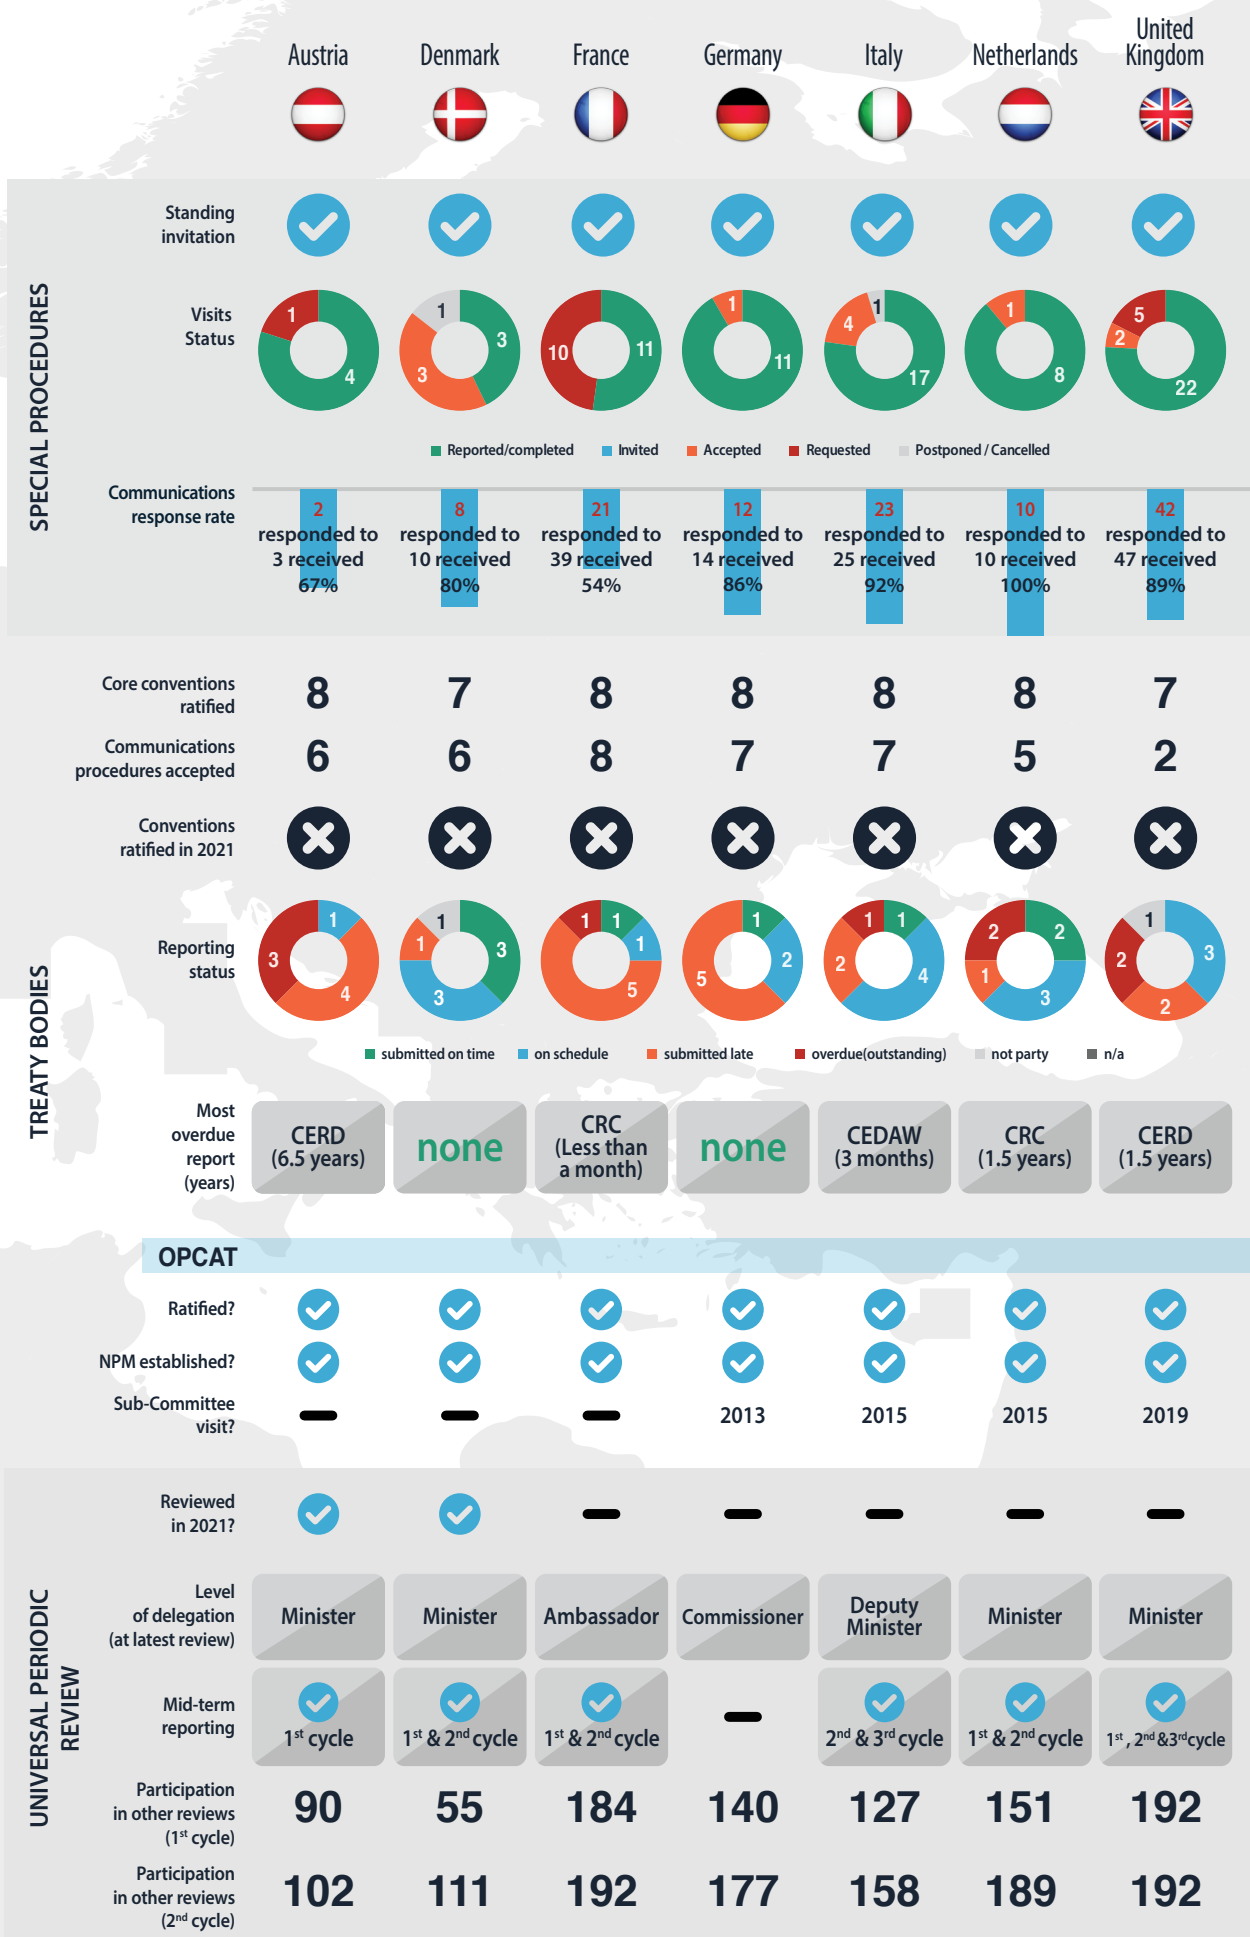 Austria
Denmark
France
Germany
Italy
Netherlands
United
Kingdom
SPECIAL PROCEDURES
Standing
invitation
Visits
Status
1
4
1
3
3
10
11
1
11
4
1
17
1
8
5
2
22
Reported/completed
Invited
Accepted
Requested
Postponed / Cancelled
Communications
response rate
2
responded to
3 received
67%
8
responded to
10 received
80%
21
responded to
39 received
54%
12
responded to
14 received
86%
23
responded to
25 received
92%
10
responded to
10 received
100%
42
responded to
47 received
89%
TREATY BODIES
Core conventions
ratified
8 7 8 8 8 8 7
Communications
procedures accepted
6 6 8 7 7 5 2
Conventions
ratified in 2021
Reporting
status
1
3
4
1
1
3
3
1
1
1
5
1
2
5
1
1
2
4
2
2
1
3
1
3
2
2
submitted on time
on schedule
submitted late
overdue(outstanding)
not party
n/a
Most
overdue
report
(years)
CERD
(6.5 years)
none
CRC
(Less than
a month)
none
CEDAW
(3 months)
CRC
(1.5 years)
CERD
(1.5 years)
OPCAT
Ratified?
NPM established?
Sub-Committee
visit?
2013 2015 2015 2019
UNIVERSAL PERIODIC
REVIEW
Reviewed
in 2021?
Level
of delegation
(at latest review)
Minister
Minister
Ambassador
Commissioner
Deputy
Minister
Minister
Minister
Mid-term
reporting
1st cycle
1st & 2nd cycle
1st & 2nd cycle
2nd & 3rd cycle
1st & 2nd cycle
1st , 2nd &3rdcycle
Participation
in other reviews
(1st cycle)
90 55 184 140 127 151 192
Participation
in other reviews
(2nd cycle)
102 111 192 177 158 189 192